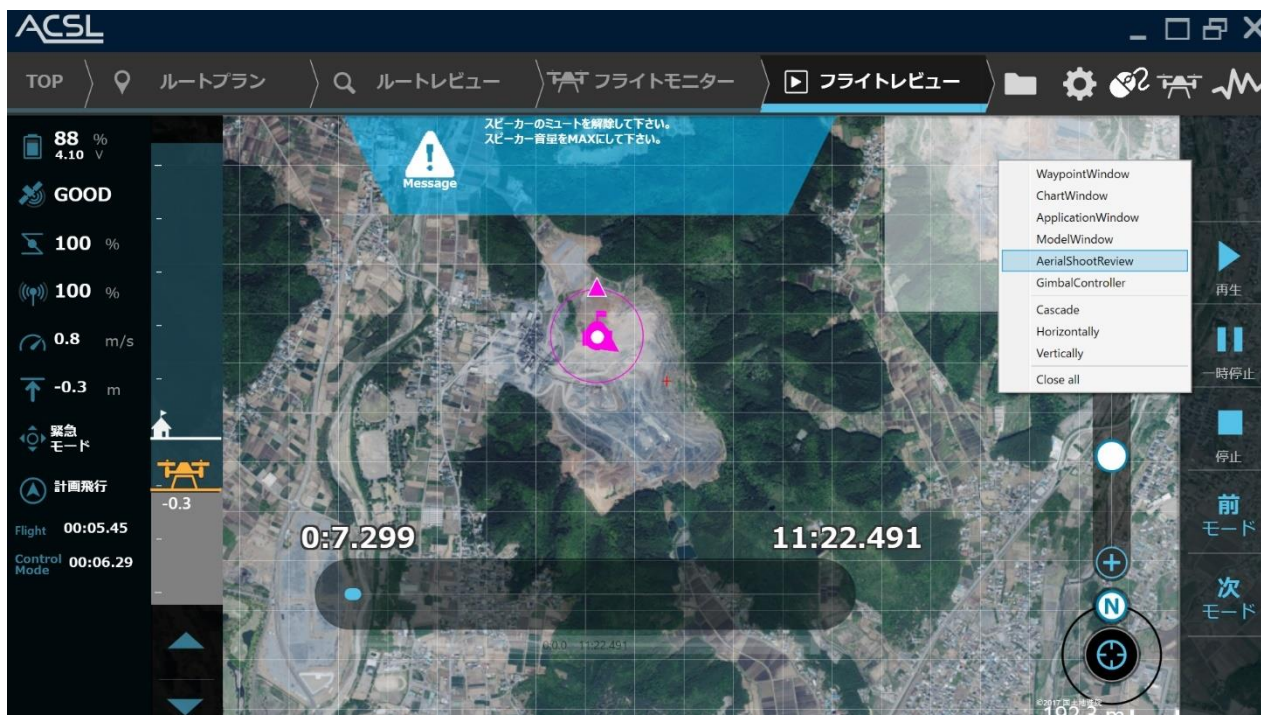 ACSL
TOP
ルートプラン
ルートレビュー
フライトモニター
フライトレビュー
88 %
4.10 V
GOOD
100 %
100 %
0.8 m/s
-0.3 m
緊急
モード
計画飛行
Flight 00:05.45
Control
Mode 00:06.29
-0.3
スピーカーのミュートを解除して下さい。
スピーカー音量をMAXにして下さい。
Message
0:7.299
11:22.491
11:22.491
WaypointWindow
ChartWindow
ApplicationWindow
ModelWindow
AerialShootReview
GimbalController
Cascade
Horizontally
Vertically
Close all
再生
一時停止
停止
前
モード
次
モード
N
192.3 m